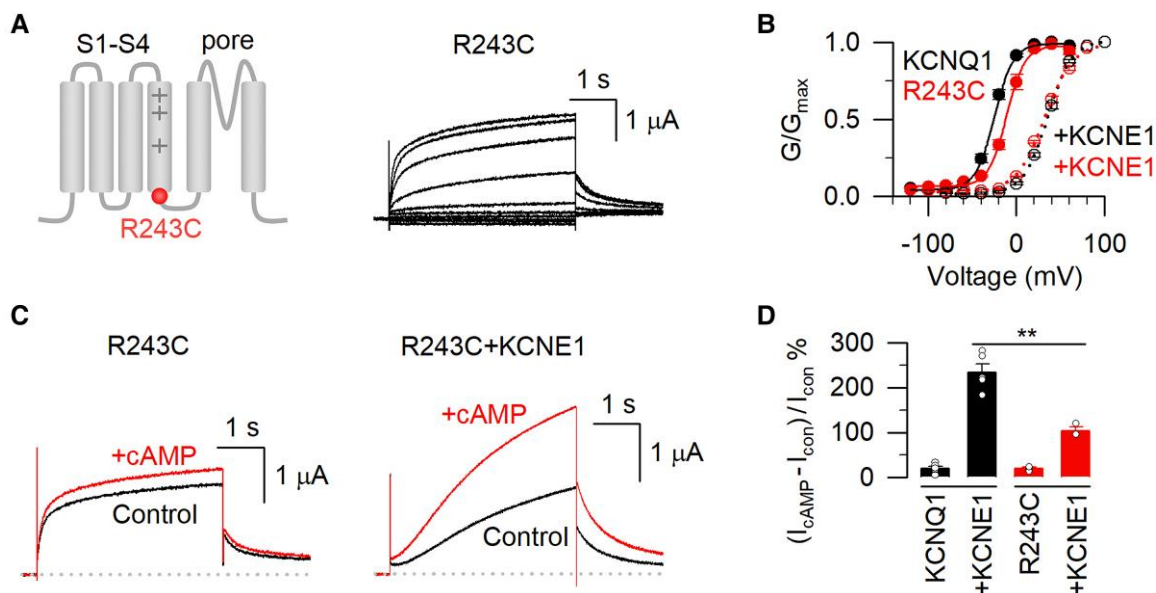 A
S1-S4
pore
+
+
+
R243C
R243C
1 s
1 μA
B
1.0
0.5
0.0
G/Gmax
KCNQ1
R243C
+KCNE1
+KCNE1
-100
0
100
Voltage (mV)
C
R243C
+cAMP
Control
1 s
1 μA
R243C+KCNE1
+cAMP
Control
1 s
1 μA
D
300
200
100
0
(IcAMP - Icon) / Icon %
**
KCNQ1
+KCNE1
R243C
+KCNE1